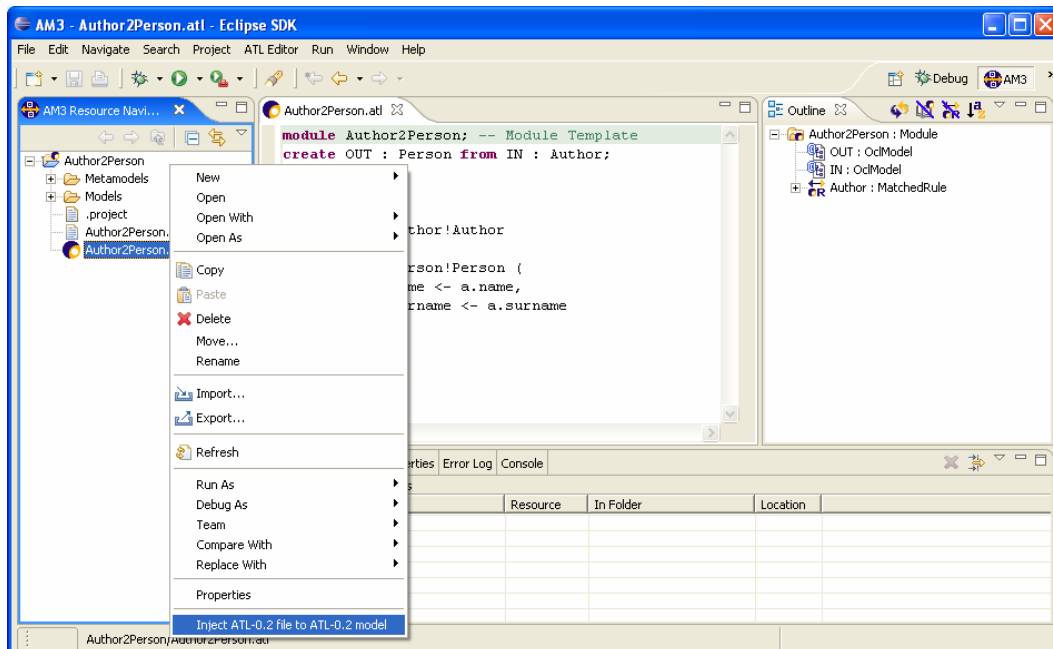 AM3 - Author2Person.atl - Eclipse SDK
File Edit Navigate Search Project ATL Editor Run Window Help
Debug AM3
AM3 Resource Navi...
Author2Person
Metamodels
Models
.project
Author2Person.
Author2Person.
New
Open
Open With
Open As
Copy
Paste
Delete
Move...
Rename
Import...
Export...
Refresh
Run As
Debug As
Team
Compare With
Replace With
Properties
Inject ATL-0.2 file to ATL-0.2 model
Author2Person.atl
module Author2Person; -- Module Template
create OUT : Person from IN : Author;
thor!Author
rson!Person (
me <- a.name,
rname <- a.surname
Outline
Author2Person : Module
OUT : OclModel
IN : OclModel
Author : MatchedRule
erties Error Log Console
s
Resource In Folder Location
Author2Person/Author2Person.atl